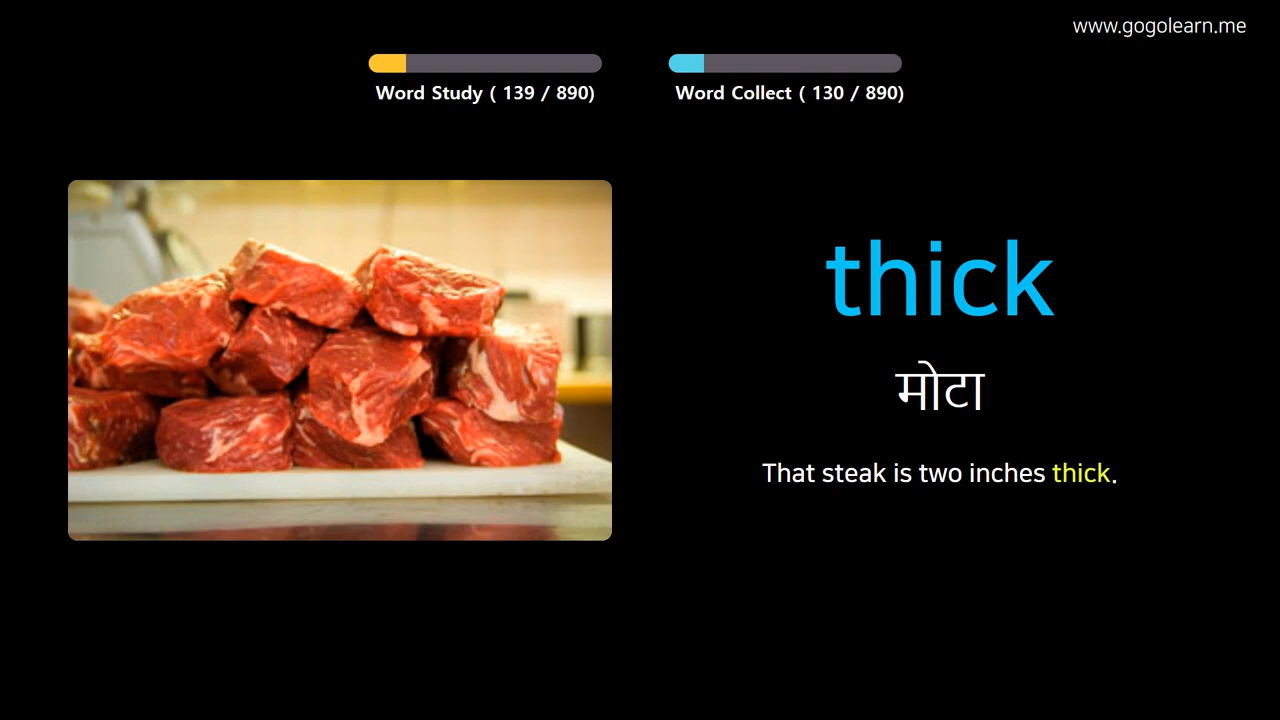 www.gogolearn.me
Word Study ( 139 / 890)
Word Collect ( 130 / 890)
thick
मोटा
That steak is two inches thick.